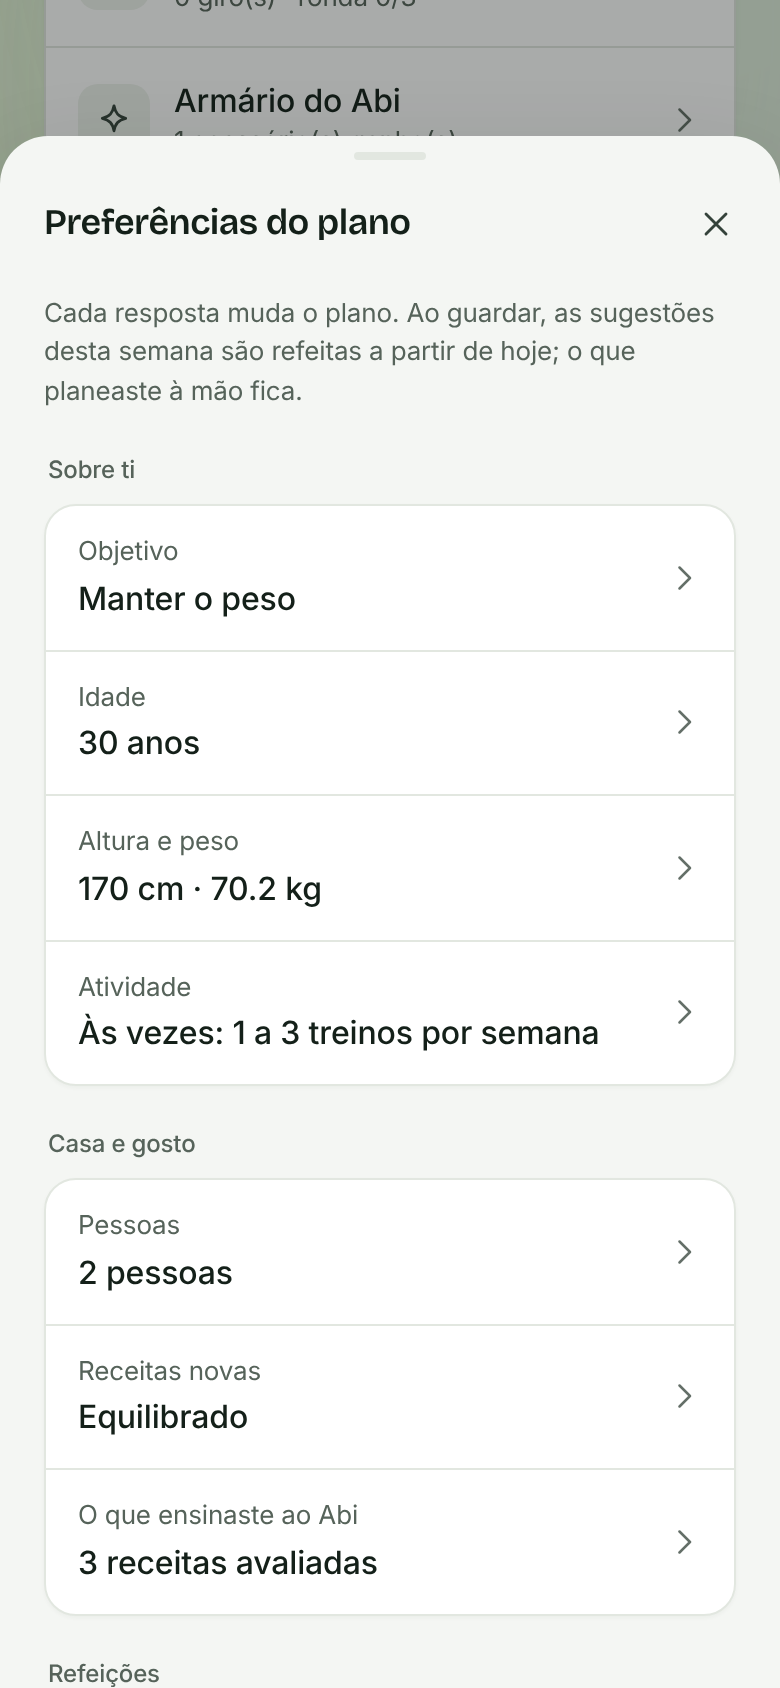 Armário do Abi
Preferências do plano
Cada resposta muda o plano. Ao guardar, as sugestões
desta semana são refeitas a partir de hoje; o que
planeaste à mão fica.
Sobre ti
Objetivo
Manter o peso
Idade
30 anos
Altura e peso
170 cm · 70.2 kg
Atividade
Às vezes: 1 a 3 treinos por semana
Casa e gosto
Pessoas
2 pessoas
Receitas novas
Equilibrado
O que ensinaste ao Abi
3 receitas avaliadas
Refeições